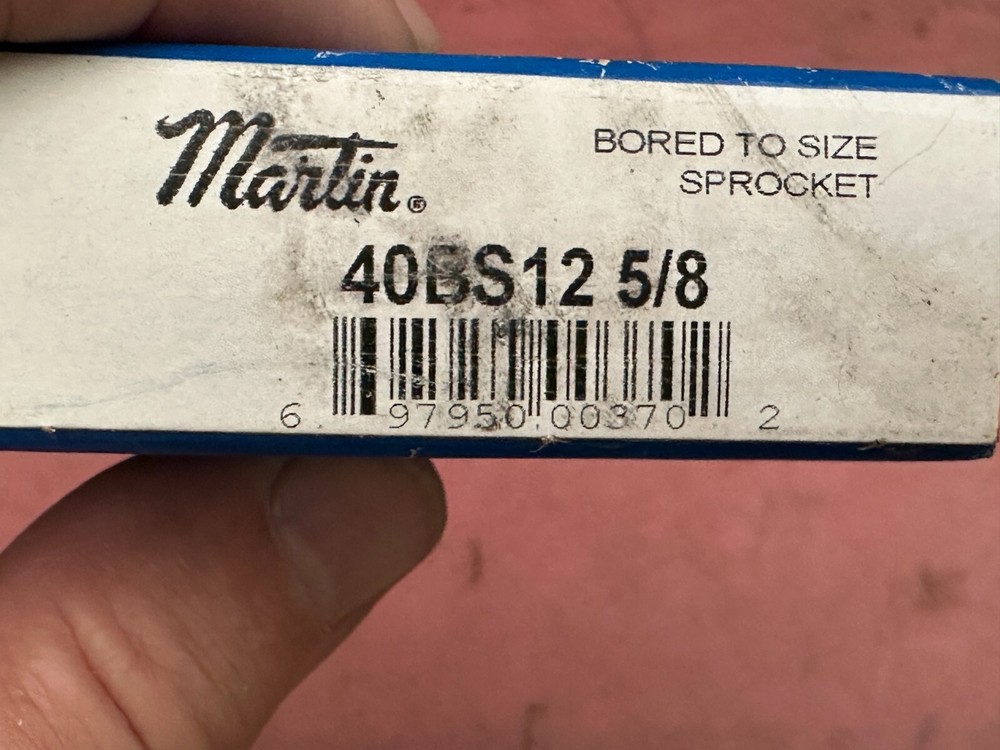 Martin®
BORED TO SIZE
SPROCKET
40BS12 5/8
6 97950 00370 2